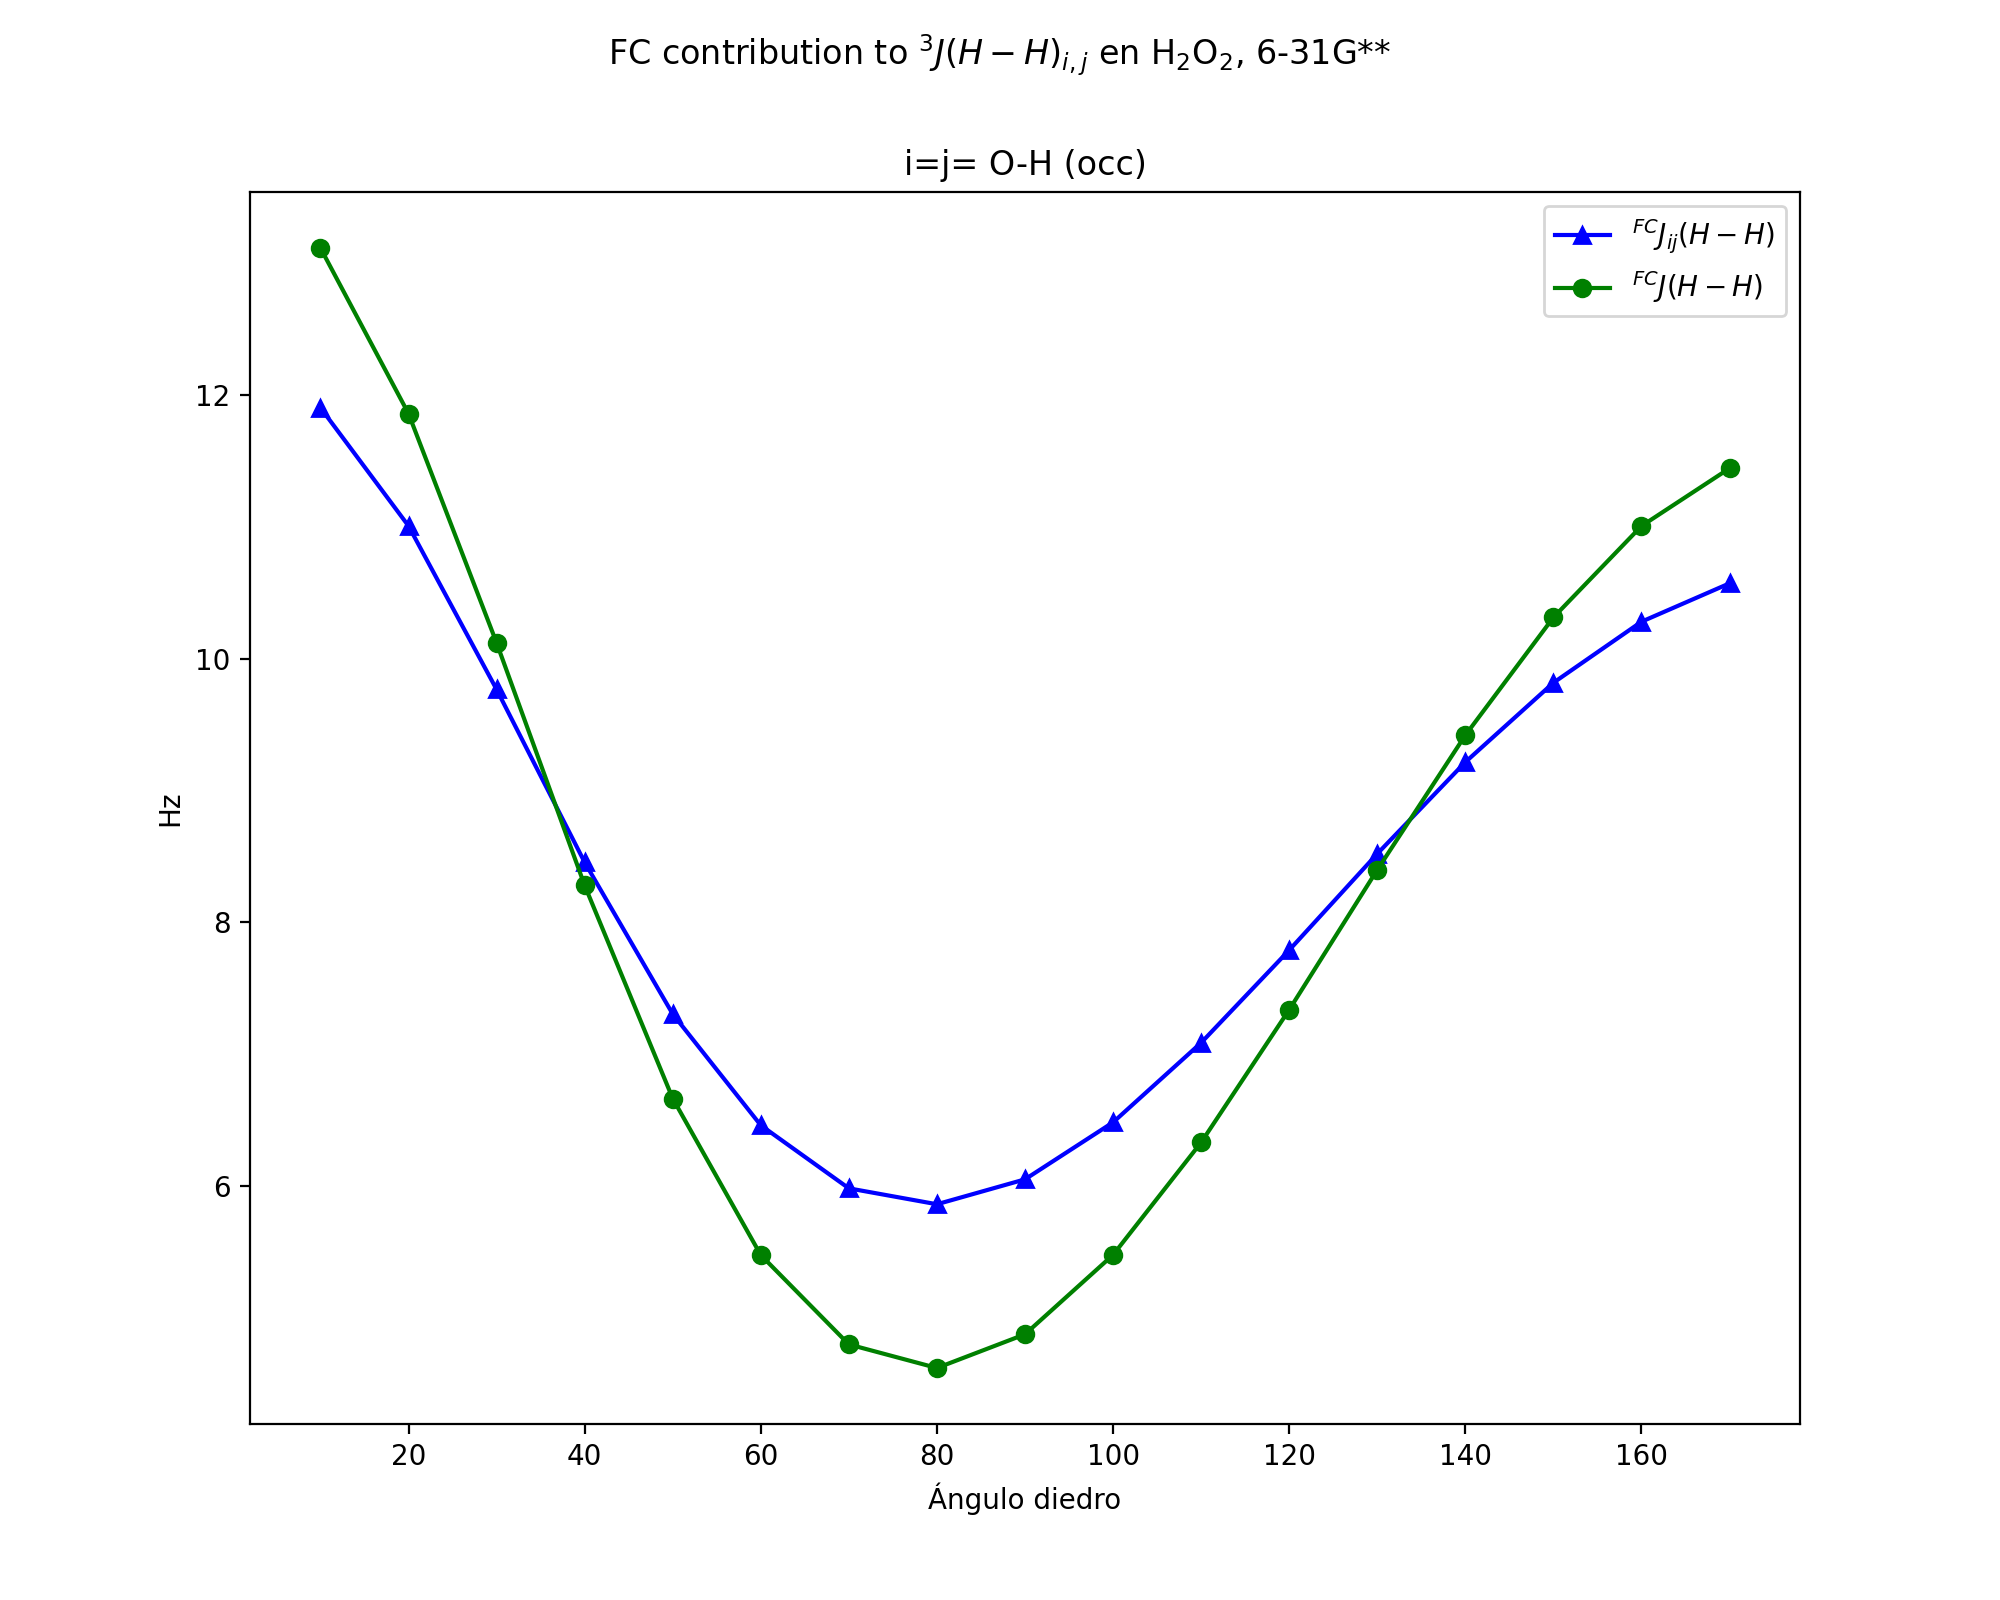 FC contribution to ³J(H − H)ᵢ,ⱼ en H₂O₂, 6-31G**
i=j= O-H (occ)
ᶠᶜJᵢⱼ(H − H)
ᶠᶜJ(H − H)
12
10
8
6
Hz
20 40 60 80 100 120 140 160
Ángulo diedro